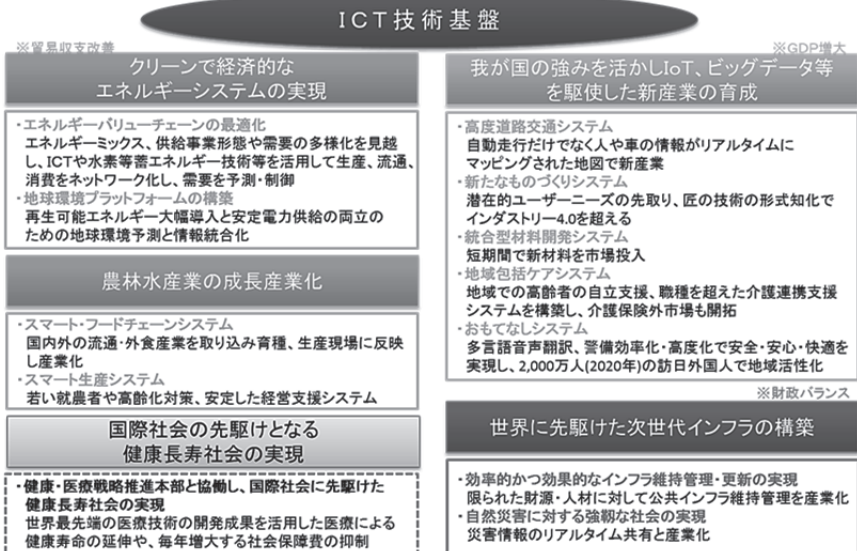 ICT技術基盤
※貿易収支改善
クリーンで経済的な
エネルギーシステムの実現
・エネルギーバリューチェーンの最適化
エネルギーミックス、供給事業形態や需要の多様化を見越
し、ICTや水素等蓄エネルギー技術等を活用して生産、流通、
消費をネットワーク化し、需要を予測・制御
・地球環境プラットフォームの構築
再生可能エネルギー大幅導入と安定電力供給の両立の
ための地球環境予測と情報統合化
農林水産業の成長産業化
・スマート・フードチェーンシステム
国内外の流通・外食産業を取り込み育種、生産現場に反映
し産業化
・スマート生産システム
若い就農者や高齢化対策、安定した経営支援システム
国際社会の先駆けとなる
健康長寿社会の実現
・健康・医療戦略推進本部と協働し、国際社会に先駆けた
健康長寿社会の実現
世界最先端の医療技術の開発成果を活用した医療による
健康寿命の延伸や、毎年増大する社会保障費の抑制
※GDP増大
我が国の強みを活かしIoT、ビッグデータ等
を駆使した新産業の育成
・高度道路交通システム
自動走行だけでなく人や車の情報がリアルタイムに
マッピングされた地図で新産業
・新たなものづくりシステム
潜在的ユーザーニーズの先取り、匠の技術の形式知化で
インダストリー4.0を超える
・統合型材料開発システム
短期間で新材料を市場投入
・地域包括ケアシステム
地域での高齢者の自立支援、職種を超えた介護連携支援
システムを構築し、介護保険外市場も開拓
・おもてなしシステム
多言語音声翻訳、警備効率化・高度化で安全・安心・快適を
実現し、2,000万人(2020年)の訪日外国人で地域活性化
※財政バランス
世界に先駆けた次世代インフラの構築
・効率的かつ効果的なインフラ維持管理・更新の実現
限られた財源・人材に対して公共インフラ維持管理を産業化
・自然災害に対する強靱な社会の実現
災害情報のリアルタイム共有と産業化